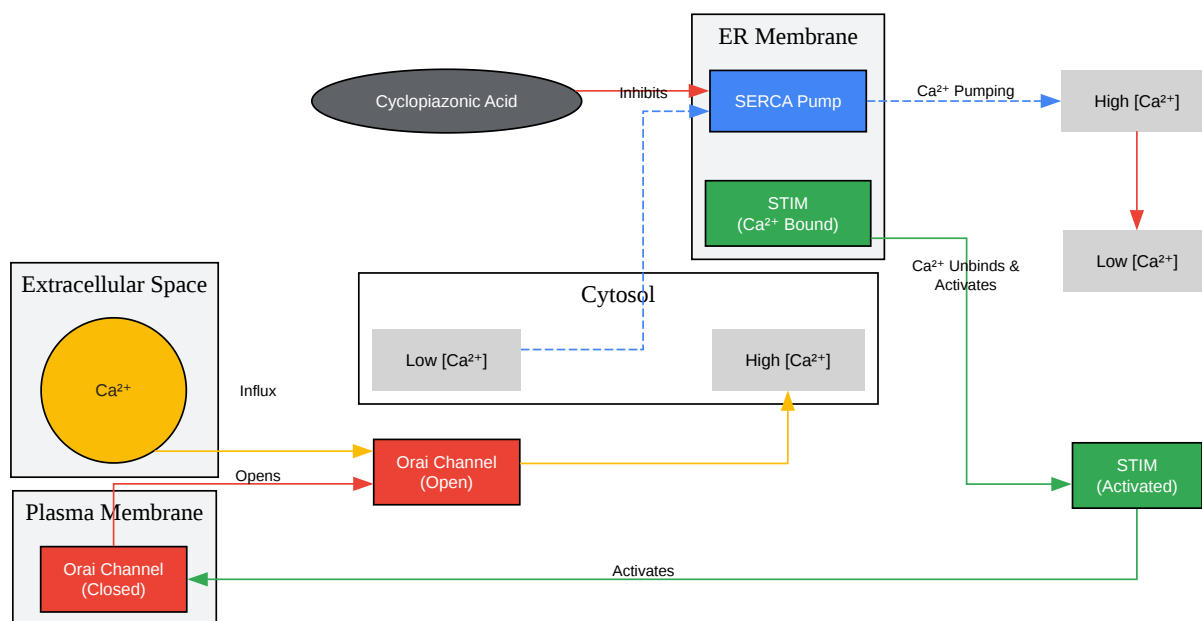 ER Membrane
Cyclopiazonic Acid
Inhibits
SERCA Pump
Ca²⁺ Pumping
High [Ca²⁺]
STIM
(Ca²⁺ Bound)
Low [Ca²⁺]
Ca²⁺ Unbinds &
Activates
Extracellular Space
Cytosol
Ca²⁺
Influx
Low [Ca²⁺]
High [Ca²⁺]
Orai Channel
(Open)
Opens
STIM
(Activated)
Plasma Membrane
Orai Channel
(Closed)
Activates